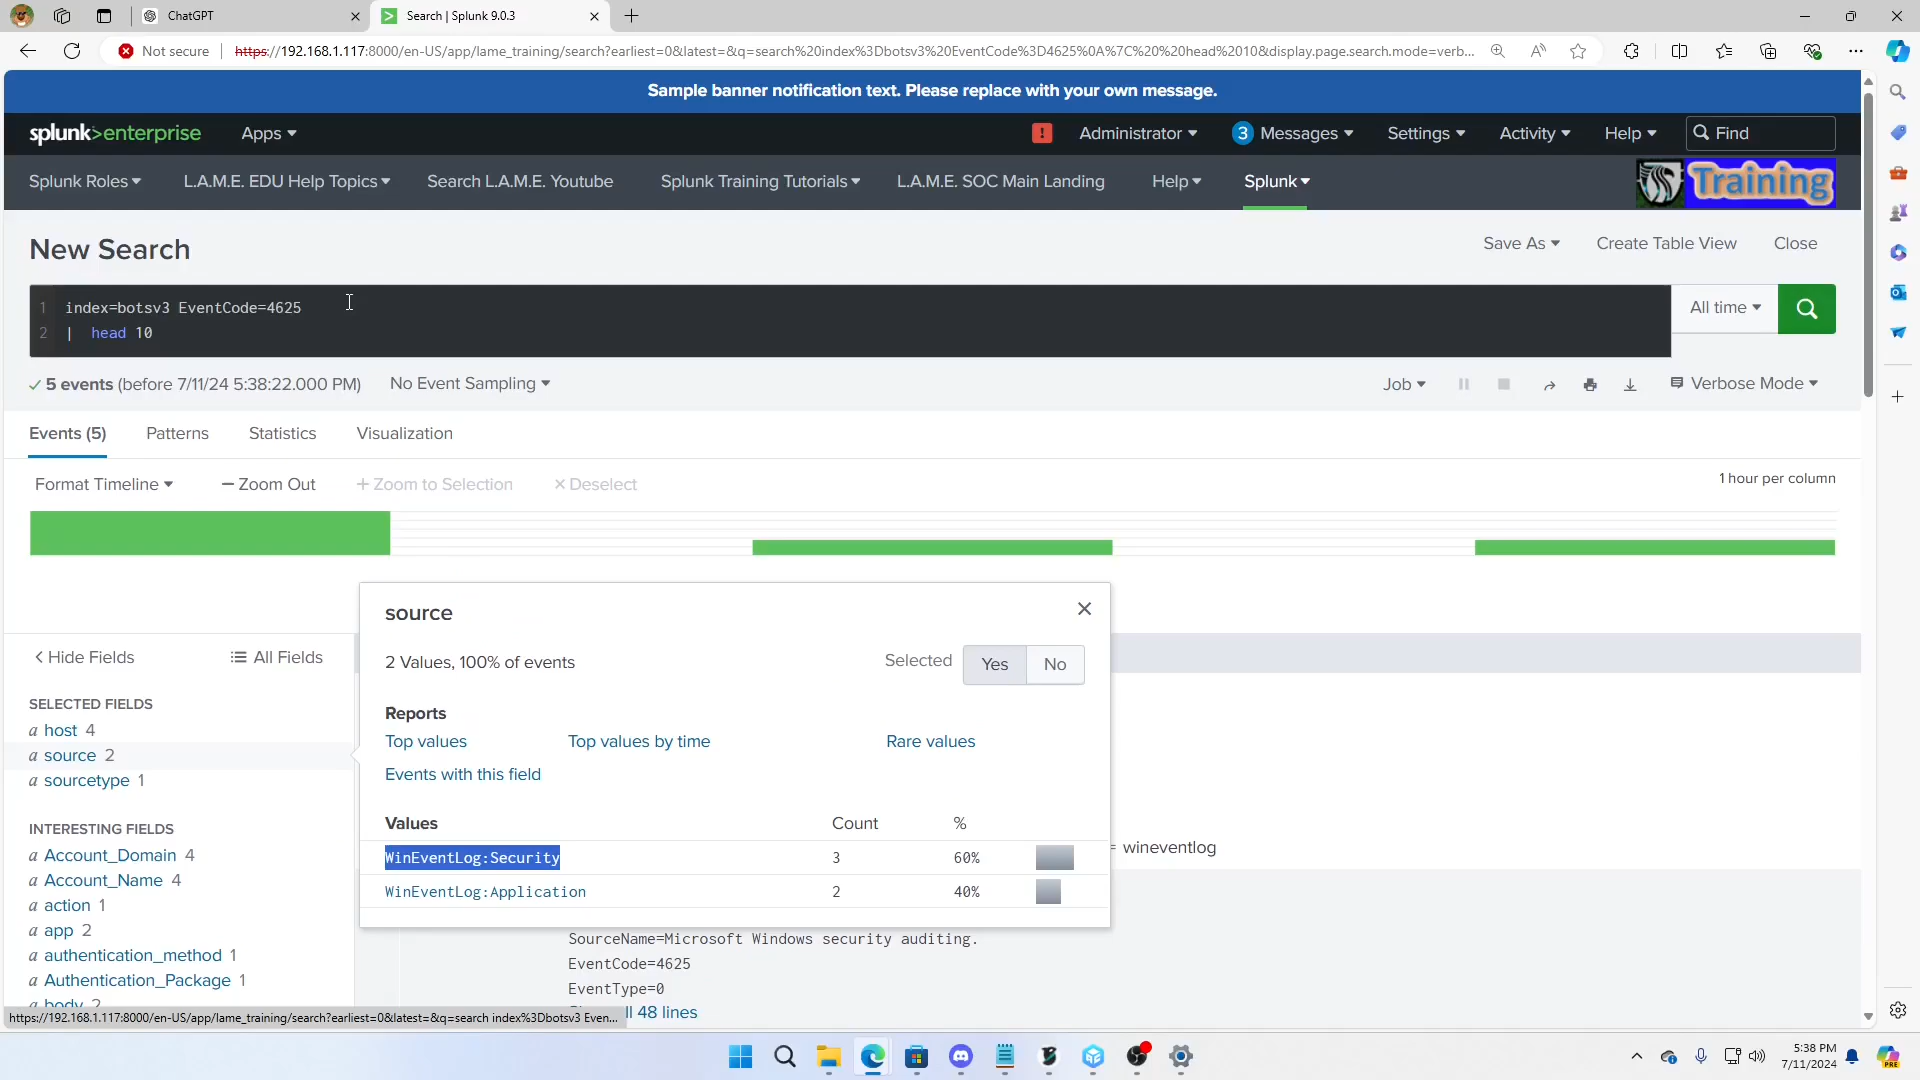 ChatGPT
Search | Splunk 9.0.3
Not secure
https://192.168.1.117:8000/en-US/app/lame_training/search?earliest=0&latest=&q=search%20index%3Dbotsv3%20EventCode%3D4625%0A%7C%20%20head%2010&display.page.search.mode=verb...
Sample banner notification text. Please replace with your own message.
splunk>enterprise Apps
! Administrator 3 Messages Settings Activity Help Find
Splunk Roles L.A.M.E. EDU Help Topics Search L.A.M.E. Youtube Splunk Training Tutorials L.A.M.E. SOC Main Landing Help Splunk Training
New Search
Save As Create Table View Close
1 index=botsv3 EventCode=4625
2 | head 10
All time
5 events (before 7/11/24 5:38:22.000 PM) No Event Sampling
Job Verbose Mode
Events (5) Patterns Statistics Visualization
Format Timeline — Zoom Out + Zoom to Selection × Deselect
1 hour per column
source
2 Values, 100% of events
Selected Yes No
Reports
Top values Top values by time Rare values
Events with this field
Values Count %
WinEventLog:Security 3 60%
WinEventLog:Application 2 40%
< Hide Fields All Fields
SELECTED FIELDS
a host 4
a source 2
a sourcetype 1
INTERESTING FIELDS
a Account_Domain 4
a Account_Name 4
a action 1
a app 2
a authentication_method 1
a Authentication_Package 1
a body 2
= wineventlog
SourceName=Microsoft Windows security auditing.
EventCode=4625
EventType=0
ll 48 lines
https://192.168.1.117:8000/en-US/app/lame_training/search?earliest=0&latest=&q=search index%3Dbotsv3 Even...
5:38 PM
7/11/2024
PRE